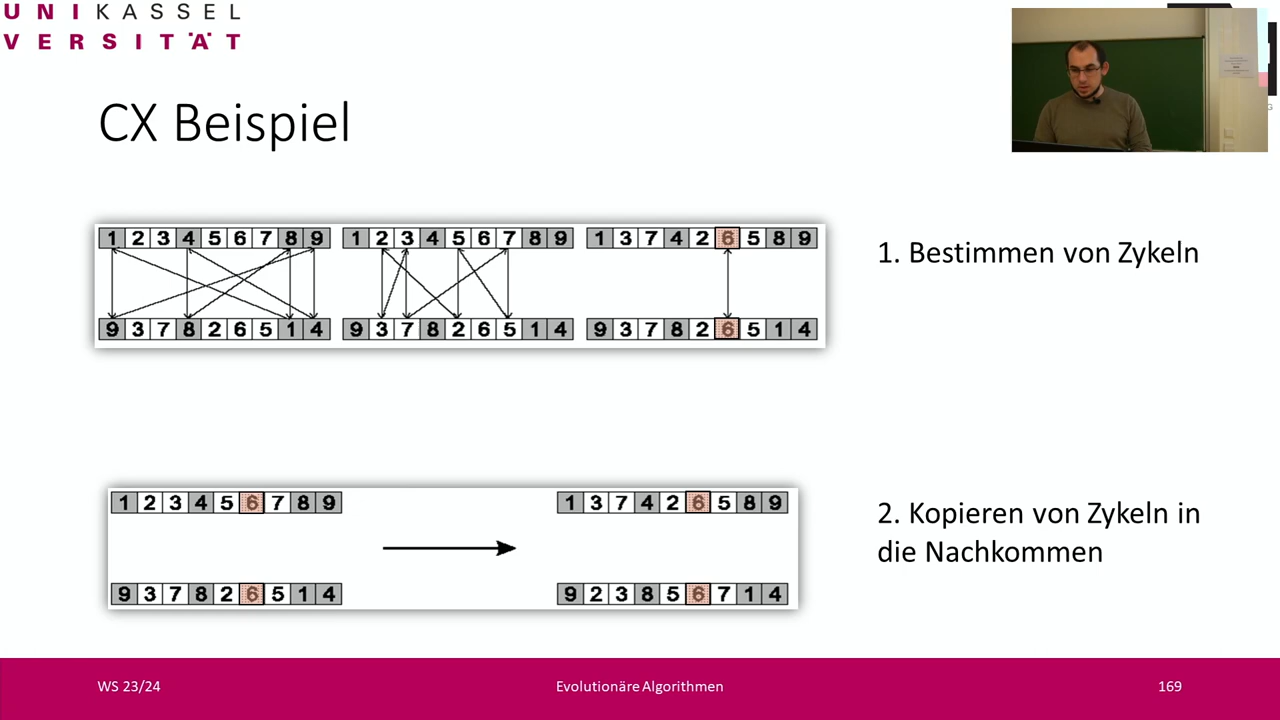 UNIKASSEL
VERSITÄT
CX Beispiel
1 2 3 4 5 6 7 8 9
1 2 3 4 5 6 7 8 9
1 3 7 4 2 6 5 8 9
9 3 7 8 2 6 5 1 4
9 3 7 8 2 6 5 1 4
9 3 7 8 2 6 5 1 4
1. Bestimmen von Zykeln
1 2 3 4 5 6 7 8 9
1 3 7 4 2 6 5 8 9
9 3 7 8 2 6 5 1 4
9 2 3 8 5 6 7 1 4
2. Kopieren von Zykeln in
die Nachkommen
WS 23/24
Evolutionäre Algorithmen
169